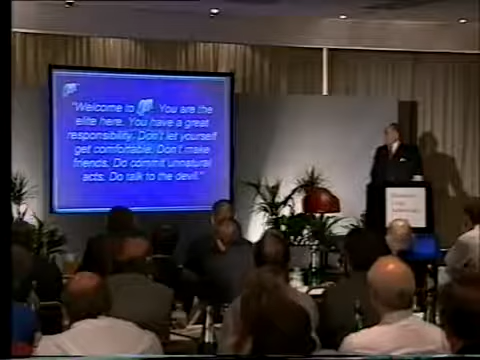 "Welcome to . You are the
elite here. You have a great
responsibility. Don't let yourself
get comfortable. Don't make
friends. Do commit unnatural
acts. Do talk to the devil."